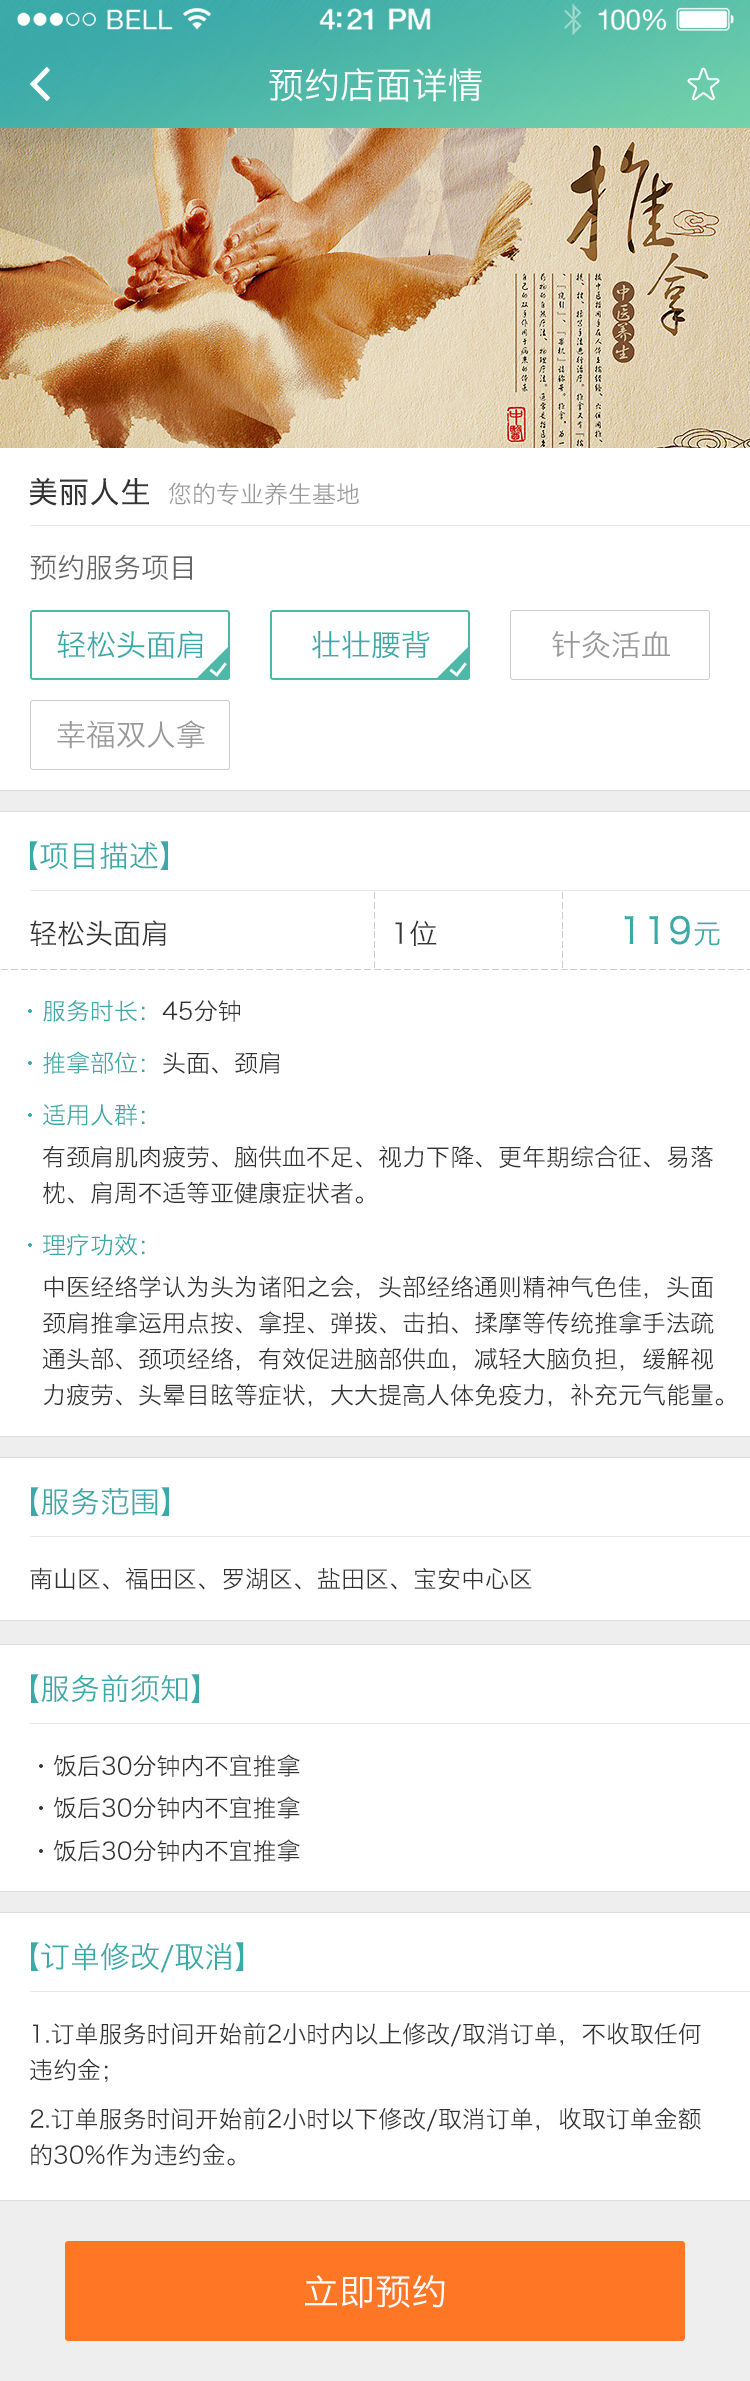 BELL
4:21 PM
100%
预约店面详情
推拿
中医养生
中醫
美丽人生 您的专业养生基地
预约服务项目
轻松头面肩 壮壮腰背 针灸活血
幸福双人拿
【项目描述】
轻松头面肩 1位 119元
· 服务时长: 45分钟
· 推拿部位: 头面、颈肩
· 适用人群:
有颈肩肌肉疲劳、脑供血不足、视力下降、更年期综合征、易落
枕、肩周不适等亚健康症状者。
· 理疗功效:
中医经络学认为头为诸阳之会，头部经络通则精神气色佳，头面
颈肩推拿运用点按、拿捏、弹拨、击拍、揉摩等传统推拿手法疏
通头部、颈项经络，有效促进脑部供血，减轻大脑负担，缓解视
力疲劳、头晕目眩等症状，大大提高人体免疫力，补充元气能量。
【服务范围】
南山区、福田区、罗湖区、盐田区、宝安中心区
【服务前须知】
· 饭后30分钟内不宜推拿
· 饭后30分钟内不宜推拿
· 饭后30分钟内不宜推拿
【订单修改/取消】
1.订单服务时间开始前2小时内以上修改/取消订单，不收取任何
违约金；
2.订单服务时间开始前2小时以下修改/取消订单，收取订单金额
的30%作为违约金。
立即预约